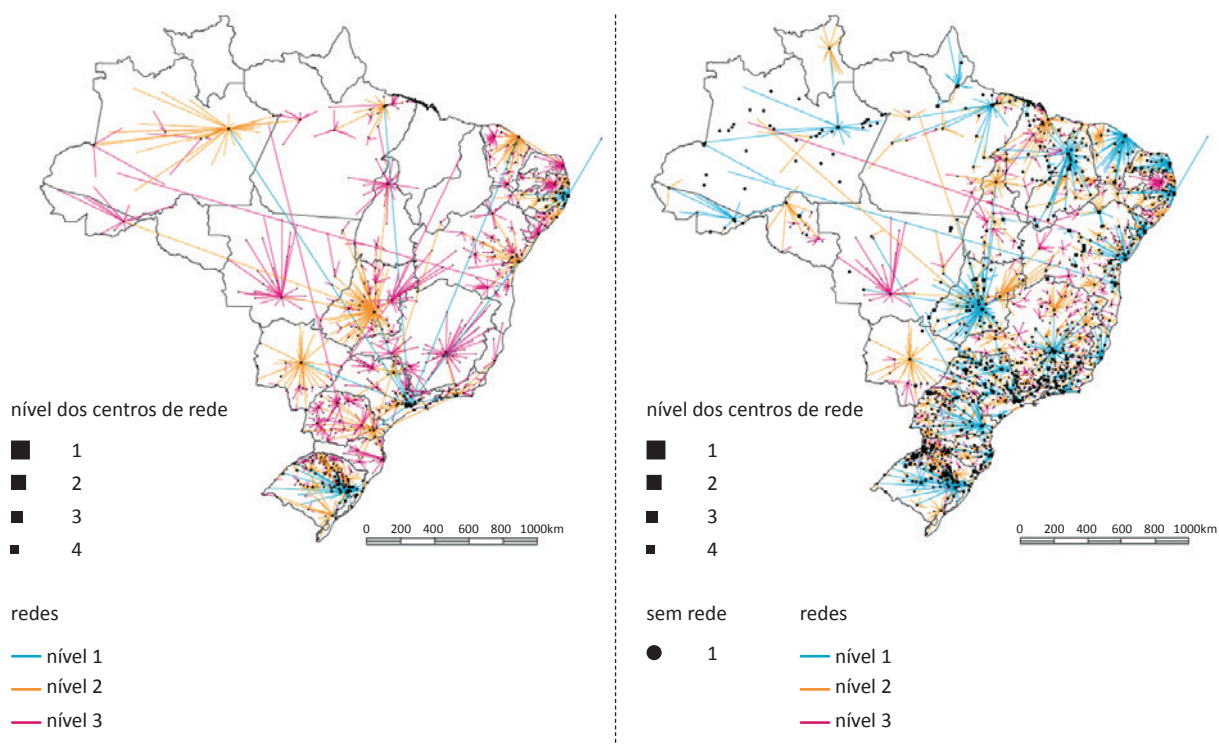 nível dos centros de rede
1
2
3
4
0 200 400 600 800 1000km
redes
nível 1
nível 2
nível 3
nível dos centros de rede
1
2
3
4
0 200 400 600 800 1000km
sem rede
1
redes
nível 1
nível 2
nível 3